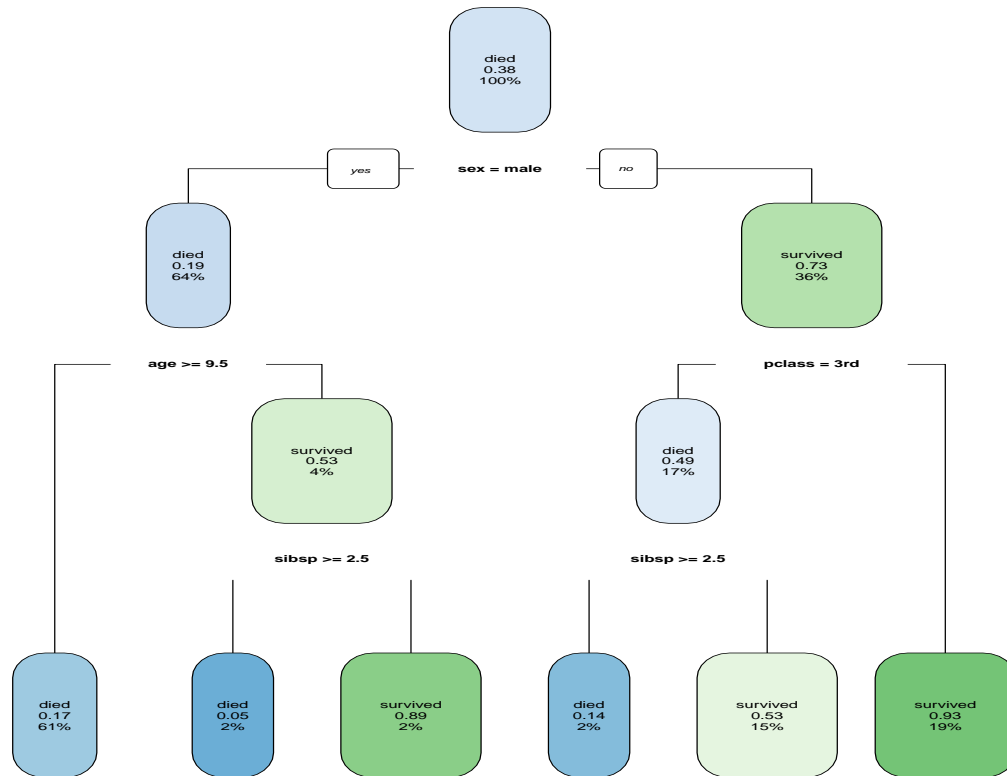 died
0.38
100%
yes
sex = male
no
died
0.19
64%
survived
0.73
36%
age >= 9.5
pclass = 3rd
survived
0.53
4%
died
0.49
17%
sibsp >= 2.5
sibsp >= 2.5
died
0.17
61%
died
0.05
2%
survived
0.89
2%
died
0.14
2%
survived
0.53
15%
survived
0.93
19%